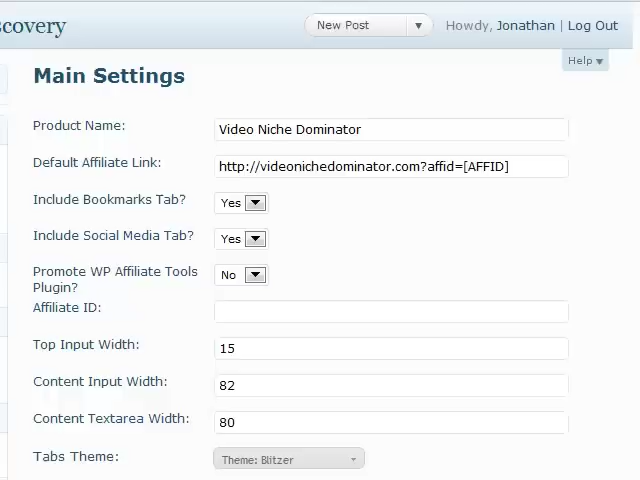 scovery New Post Howdy, Jonathan | Log Out
Help
Main Settings
Product Name: Video Niche Dominator
Default Affiliate Link: http://videonichedominator.com?affid=[AFFID]
Include Bookmarks Tab? Yes
Include Social Media Tab? Yes
Promote WP Affiliate Tools Plugin? No
Affiliate ID:
Top Input Width: 15
Content Input Width: 82
Content Textarea Width: 80
Tabs Theme: Theme: Blitzer